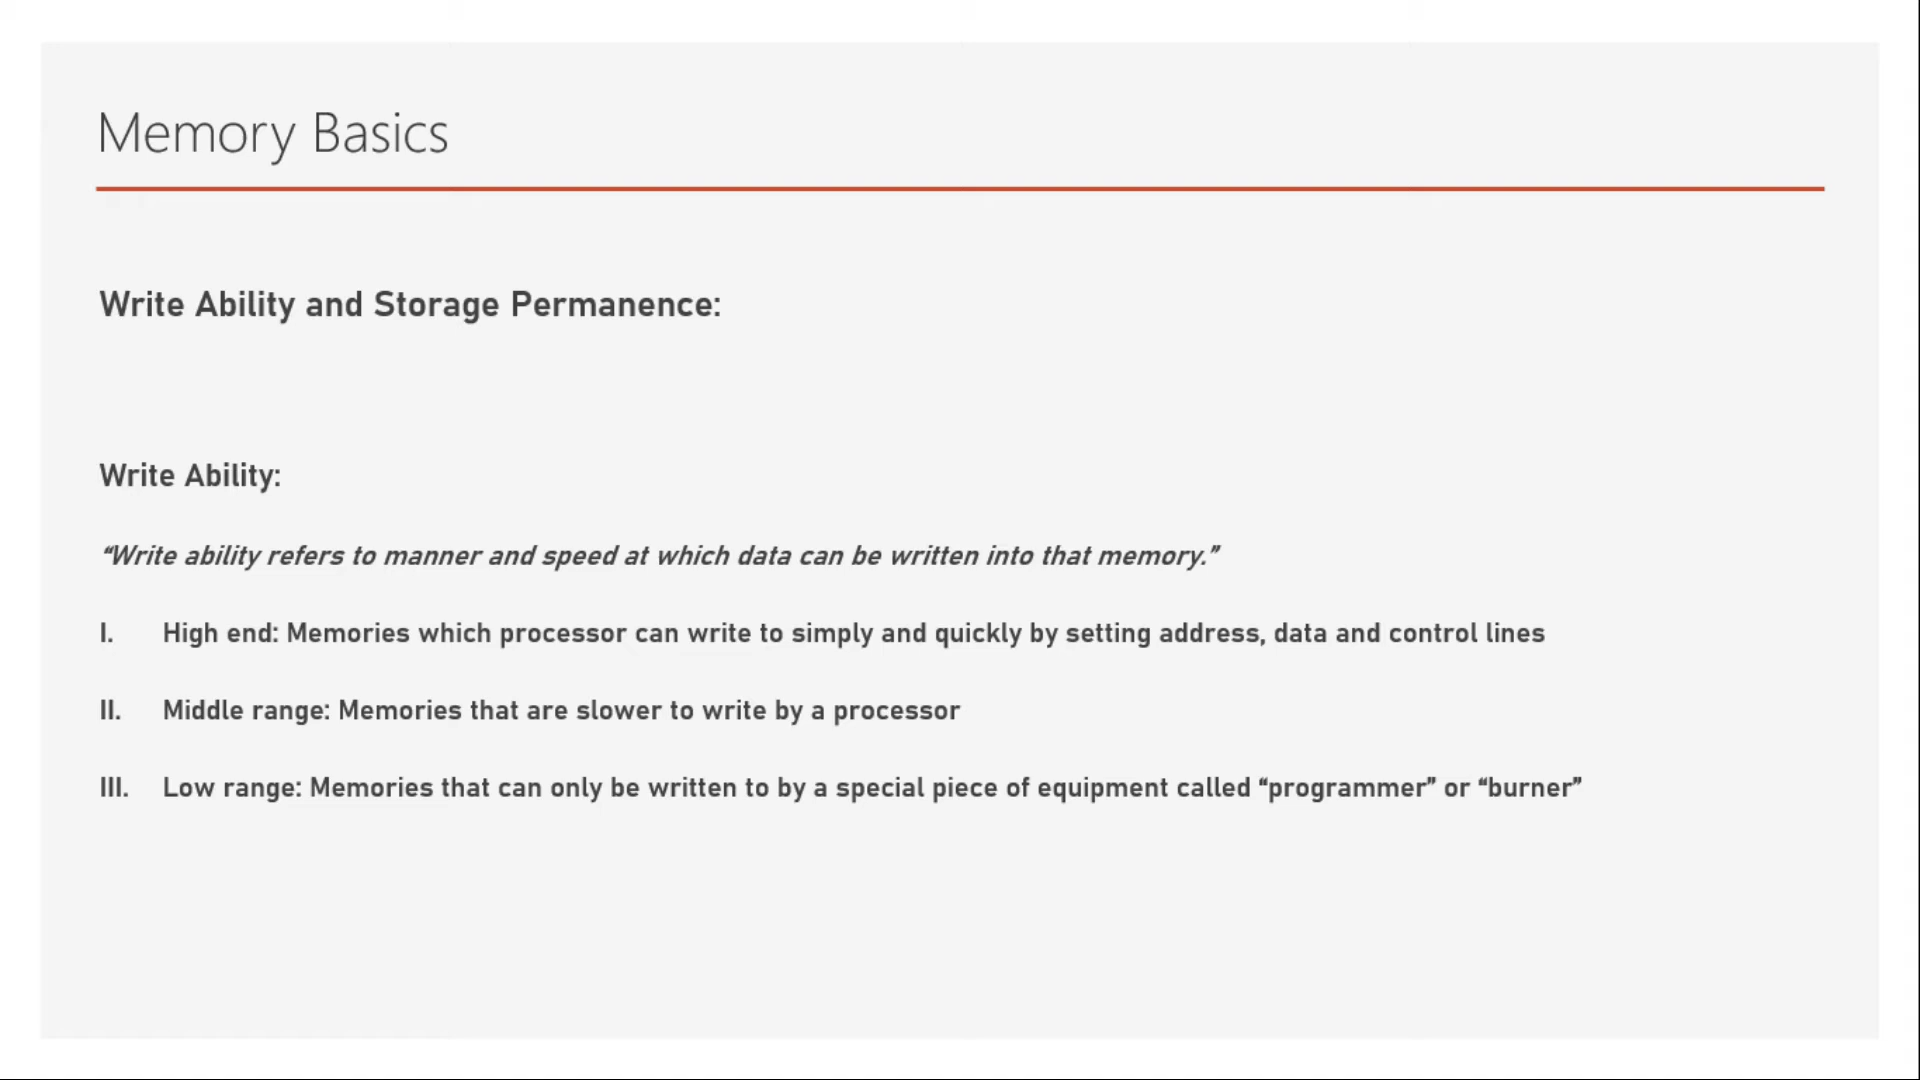 Memory Basics
Write Ability and Storage Permanence:
Write Ability:
“Write ability refers to manner and speed at which data can be written into that memory.”
I. High end: Memories which processor can write to simply and quickly by setting address, data and control lines
II. Middle range: Memories that are slower to write by a processor
III. Low range: Memories that can only be written to by a special piece of equipment called “programmer” or “burner”